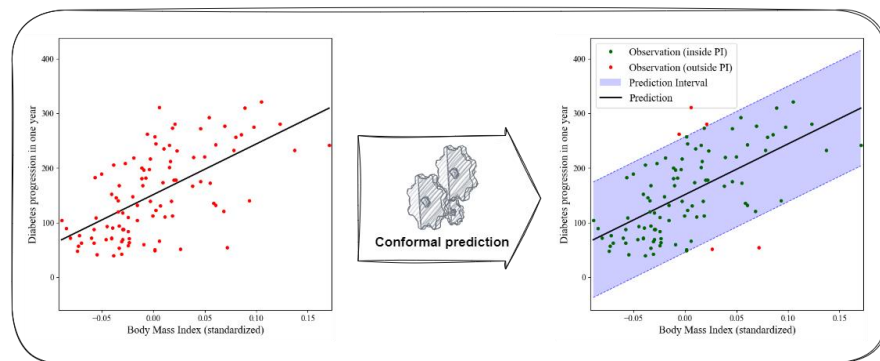 400
300
200
100
0
Diabetes progression in one year
−0.05
0.00
0.05
0.10
0.15
Body Mass Index (standardized)
Conformal prediction
400
300
200
100
0
Diabetes progression in one year
Observation (inside PI)
Observation (outside PI)
Prediction Interval
Prediction
−0.05
0.00
0.05
0.10
0.15
Body Mass Index (standardized)